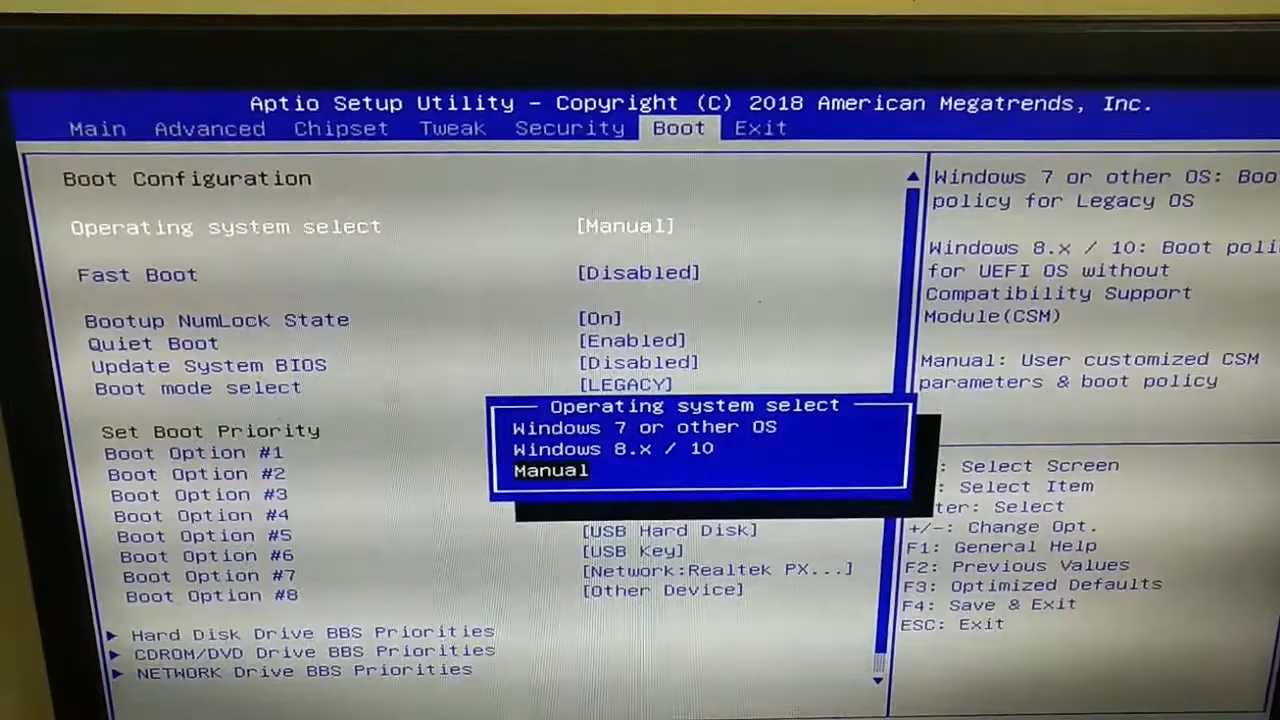 Aptio Setup Utility - Copyright (C) 2018 American Megatrends, Inc.
Main Advanced Chipset Tweak Security Boot Exit
Boot Configuration
Operating system select [Manual]
Fast Boot [Disabled]
Bootup NumLock State [On]
Quiet Boot [Enabled]
Update System BIOS [Disabled]
Boot mode select [LEGACY]
Set Boot Priority
Boot Option #1
Boot Option #2
Boot Option #3
Boot Option #4
Boot Option #5 [USB Hard Disk]
Boot Option #6 [USB Key]
Boot Option #7 [Network:Realtek PX...]
Boot Option #8 [Other Device]
Hard Disk Drive BBS Priorities
CDROM/DVD Drive BBS Priorities
NETWORK Drive BBS Priorities
Operating system select
Windows 7 or other OS
Windows 8.x / 10
Manual
Windows 7 or other OS: Boo
policy for Legacy OS
Windows 8.x / 10: Boot poli
for UEFI OS without
Compatibility Support
Module(CSM)
Manual: User customized CSM
parameters & boot policy
: Select Screen
: Select Item
ter: Select
+/-: Change Opt.
F1: General Help
F2: Previous Values
F3: Optimized Defaults
F4: Save & Exit
ESC: Exit